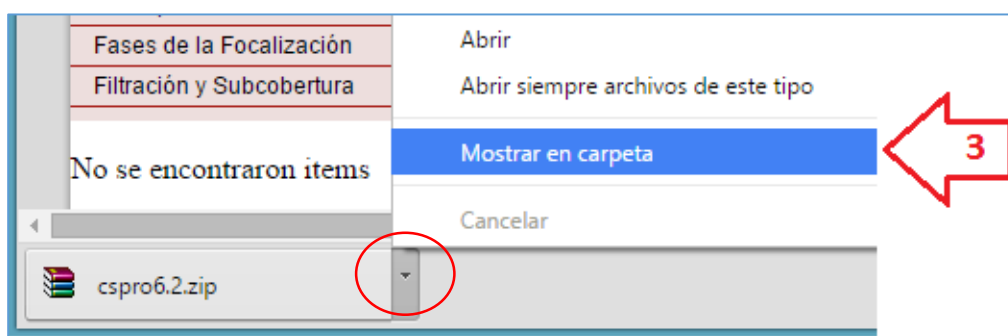 Fases de la Focalización
Filtración y Subcobertura
No se encontraron items
Abrir
Abrir siempre archivos de este tipo
Mostrar en carpeta
3
Cancelar
cspro6.2.zip